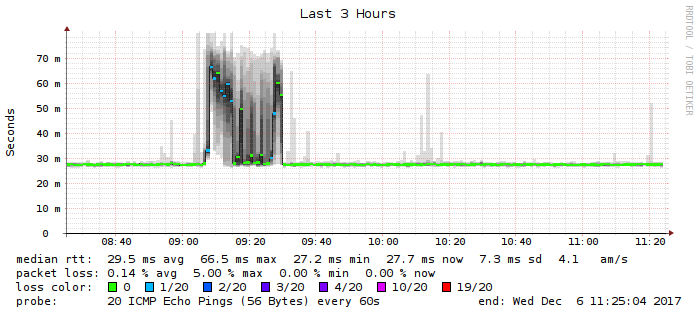 Last 3 Hours
RRDTOOL / TOBI OETIKER
Seconds
70 m
60 m
50 m
40 m
30 m
20 m
10 m
0
08:40 09:00 09:20 09:40 10:00 10:20 10:40 11:00 11:20
median rtt: 29.5 ms avg 66.5 ms max 27.2 ms min 27.7 ms now 7.3 ms sd 4.1 am/s
packet loss: 0.14 % avg 5.00 % max 0.00 % min 0.00 % now
loss color: 0 1/20 2/20 3/20 4/20 10/20 19/20
probe: 20 ICMP Echo Pings (56 Bytes) every 60s end: Wed Dec 6 11:25:04 2017